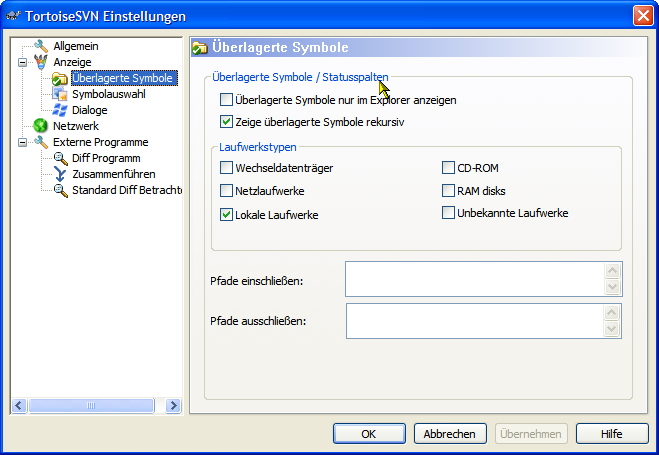 TortoiseSVN Einstellungen
Allgemein
Anzeige
Überlagerte Symbole
Symbolauswahl
Dialoge
Netzwerk
Externe Programme
Diff Programm
Zusammenführen
Standard Diff Betrachte
Überlagerte Symbole
Überlagerte Symbole / Statusspalten
Überlagerte Symbole nur im Explorer anzeigen
Zeige überlagerte Symbole rekursiv
Laufwerkstypen
Wechseldatenträger CD-ROM
Netzlaufwerke RAM disks
Lokale Laufwerke Unbekannte Laufwerke
Pfade einschließen:
Pfade ausschließen:
OK Abbrechen Übernehmen Hilfe